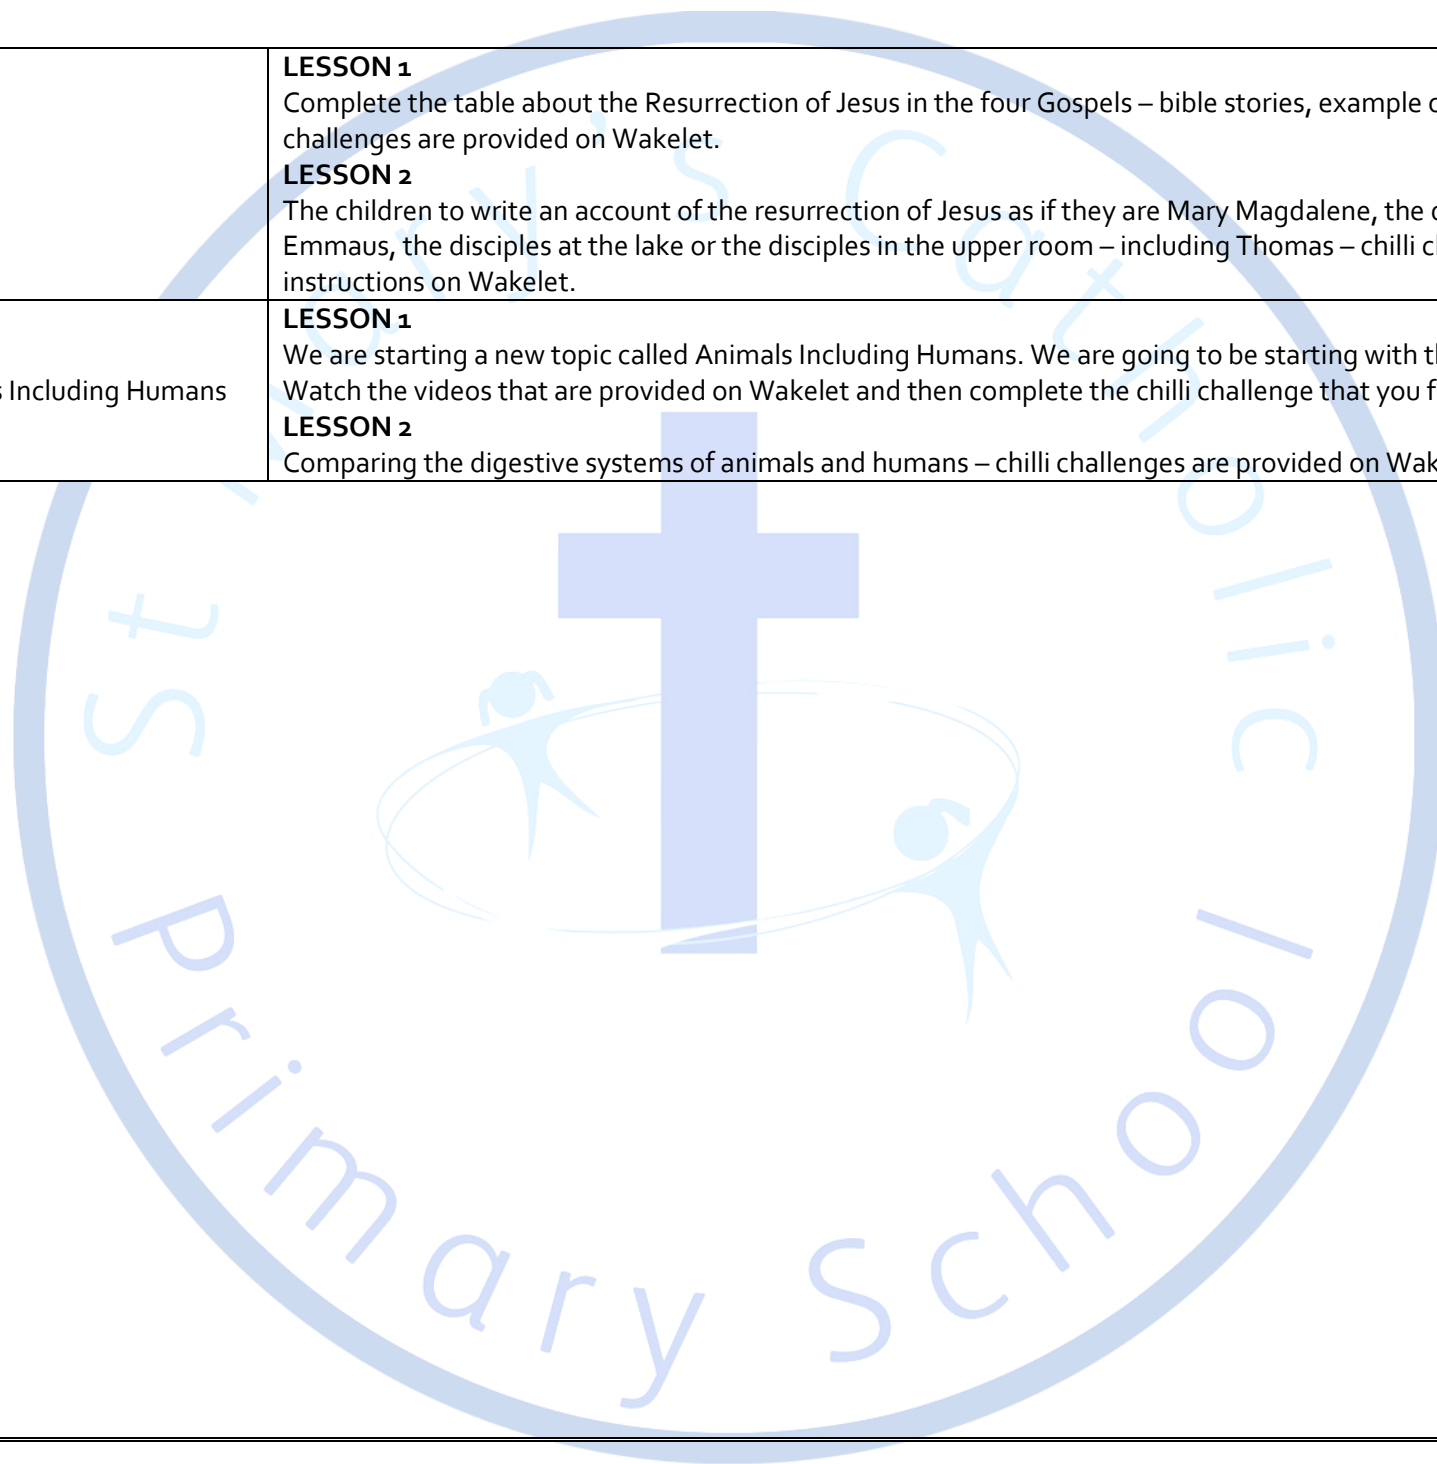 LESSON 1
Complete the table about the Resurrection of Jesus in the four Gospels – bible stories, example
challenges are provided on Wakelet.
LESSON 2
The children to write an account of the resurrection of Jesus as if they are Mary Magdalene, the
Emmaus, the disciples at the lake or the disciples in the upper room – including Thomas – chilli
instructions on Wakelet.
s Including Humans
LESSON 1
We are starting a new topic called Animals Including Humans. We are going to be starting with
Watch the videos that are provided on Wakelet and then complete the chilli challenge that you
LESSON 2
Comparing the digestive systems of animals and humans – chilli challenges are provided on Wak
St Mary's Catholic
Primary School